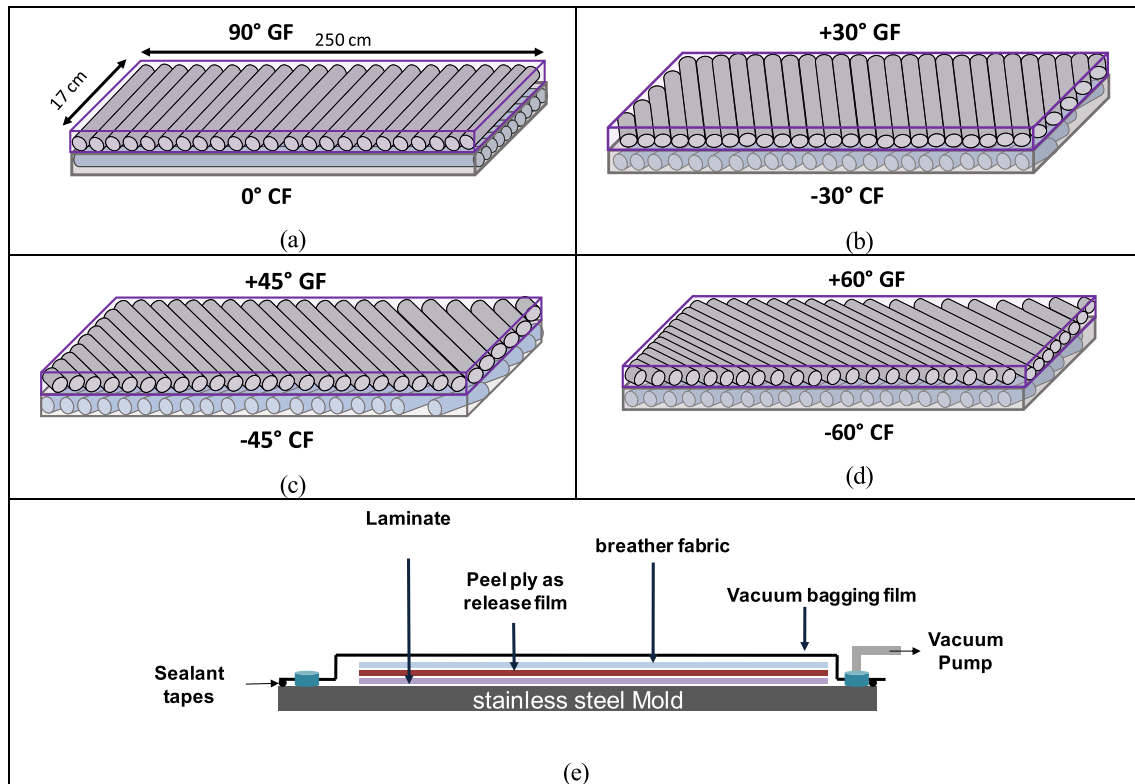 90° GF
250 cm
17 cm
0° CF
(a)
+30° GF
-30° CF
(b)
+45° GF
-45° CF
(c)
+60° GF
-60° CF
(d)
Laminate
breather fabric
Peel ply as
release film
Vacuum bagging film
Vacuum
Pump
Sealant
tapes
stainless steel Mold
(e)